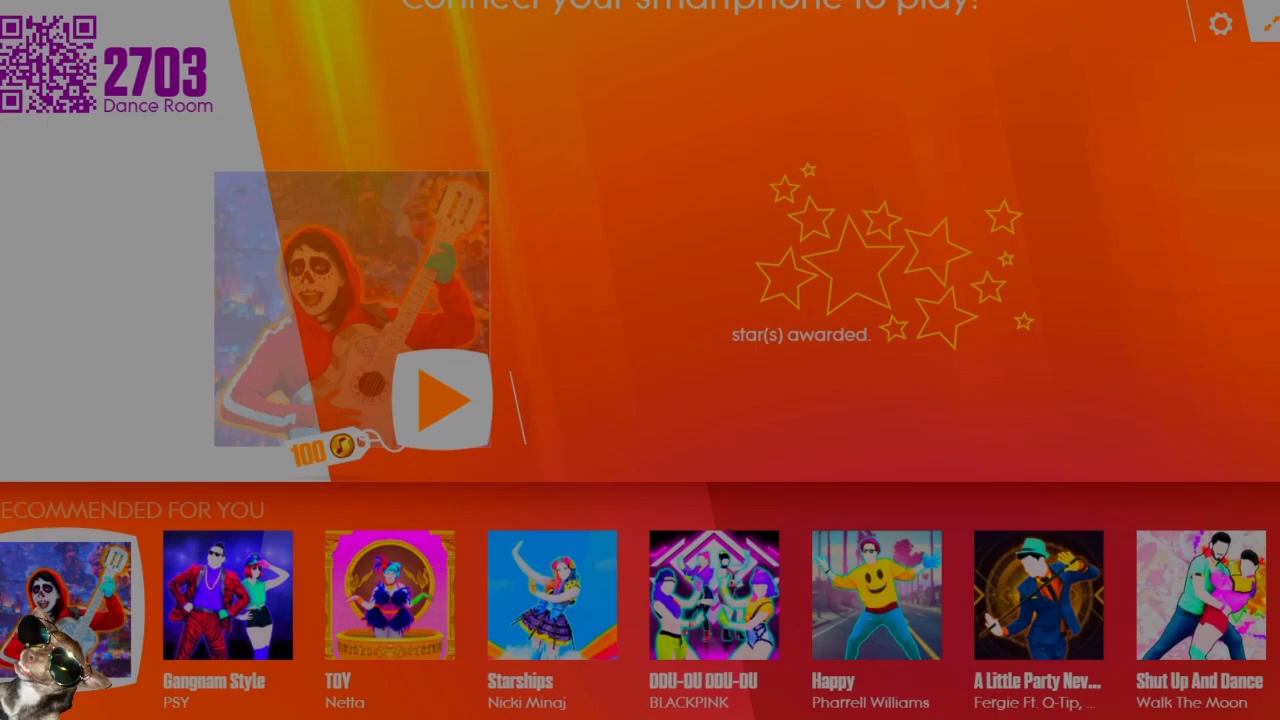 Connect your smartphone to play!
2703
Dance Room
star(s) awarded.
100
ECOMMENDED FOR YOU
Gangnam Style
PSY
TOY
Netta
Starships
Nicki Minaj
DDU-DU DDU-DU
BLACKPINK
Happy
Pharrell Williams
A Little Party Nev...
Fergie Ft. Q-Tip, ...
Shut Up And Dance
Walk The Moon